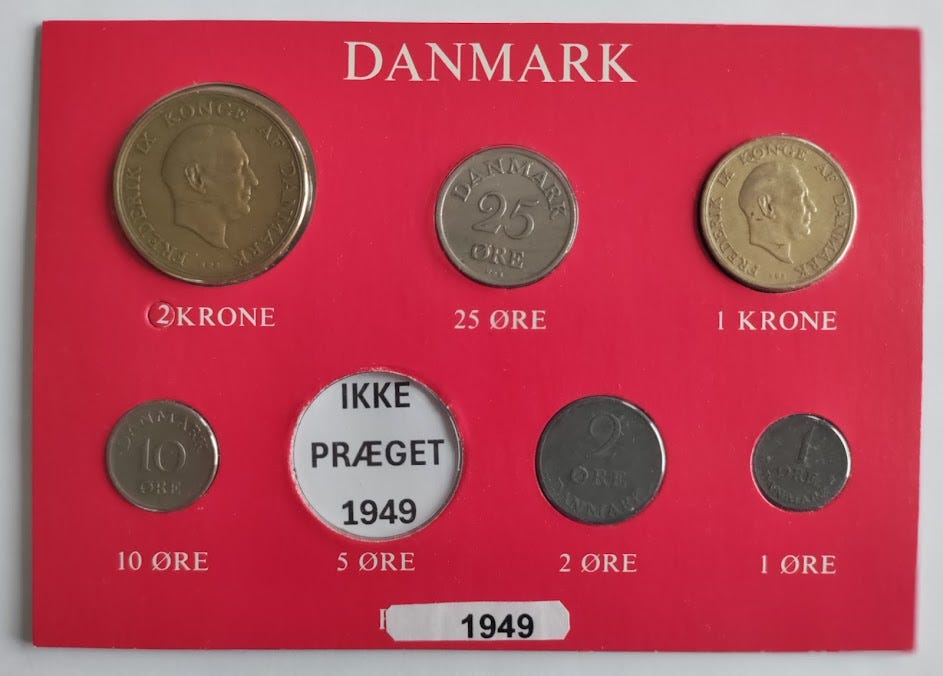 DANMARK
FREDERIK IX KONGE AF DANMARK
DANMARK
25
ØRE
FREDERIK IX KONGE AF DANMARK
2 KRONE
25 ØRE
1 KRONE
DANMARK
10
ØRE
IKKE
PRÆGET
1949
2
ØRE
DANMARK
1
ØRE
DANMARK
10 ØRE
5 ØRE
2 ØRE
1 ØRE
1949